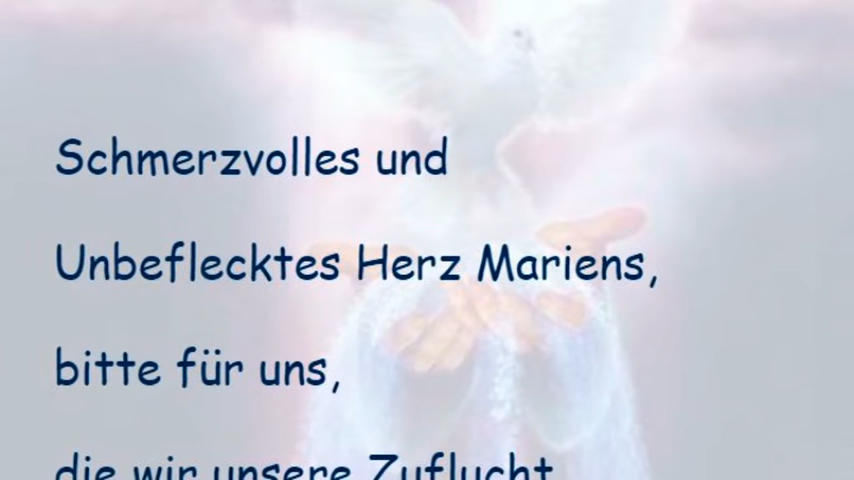 Schmerzvolles und
Unbeflecktes Herz Mariens,
bitte für uns,
die wir unsere Zuflucht